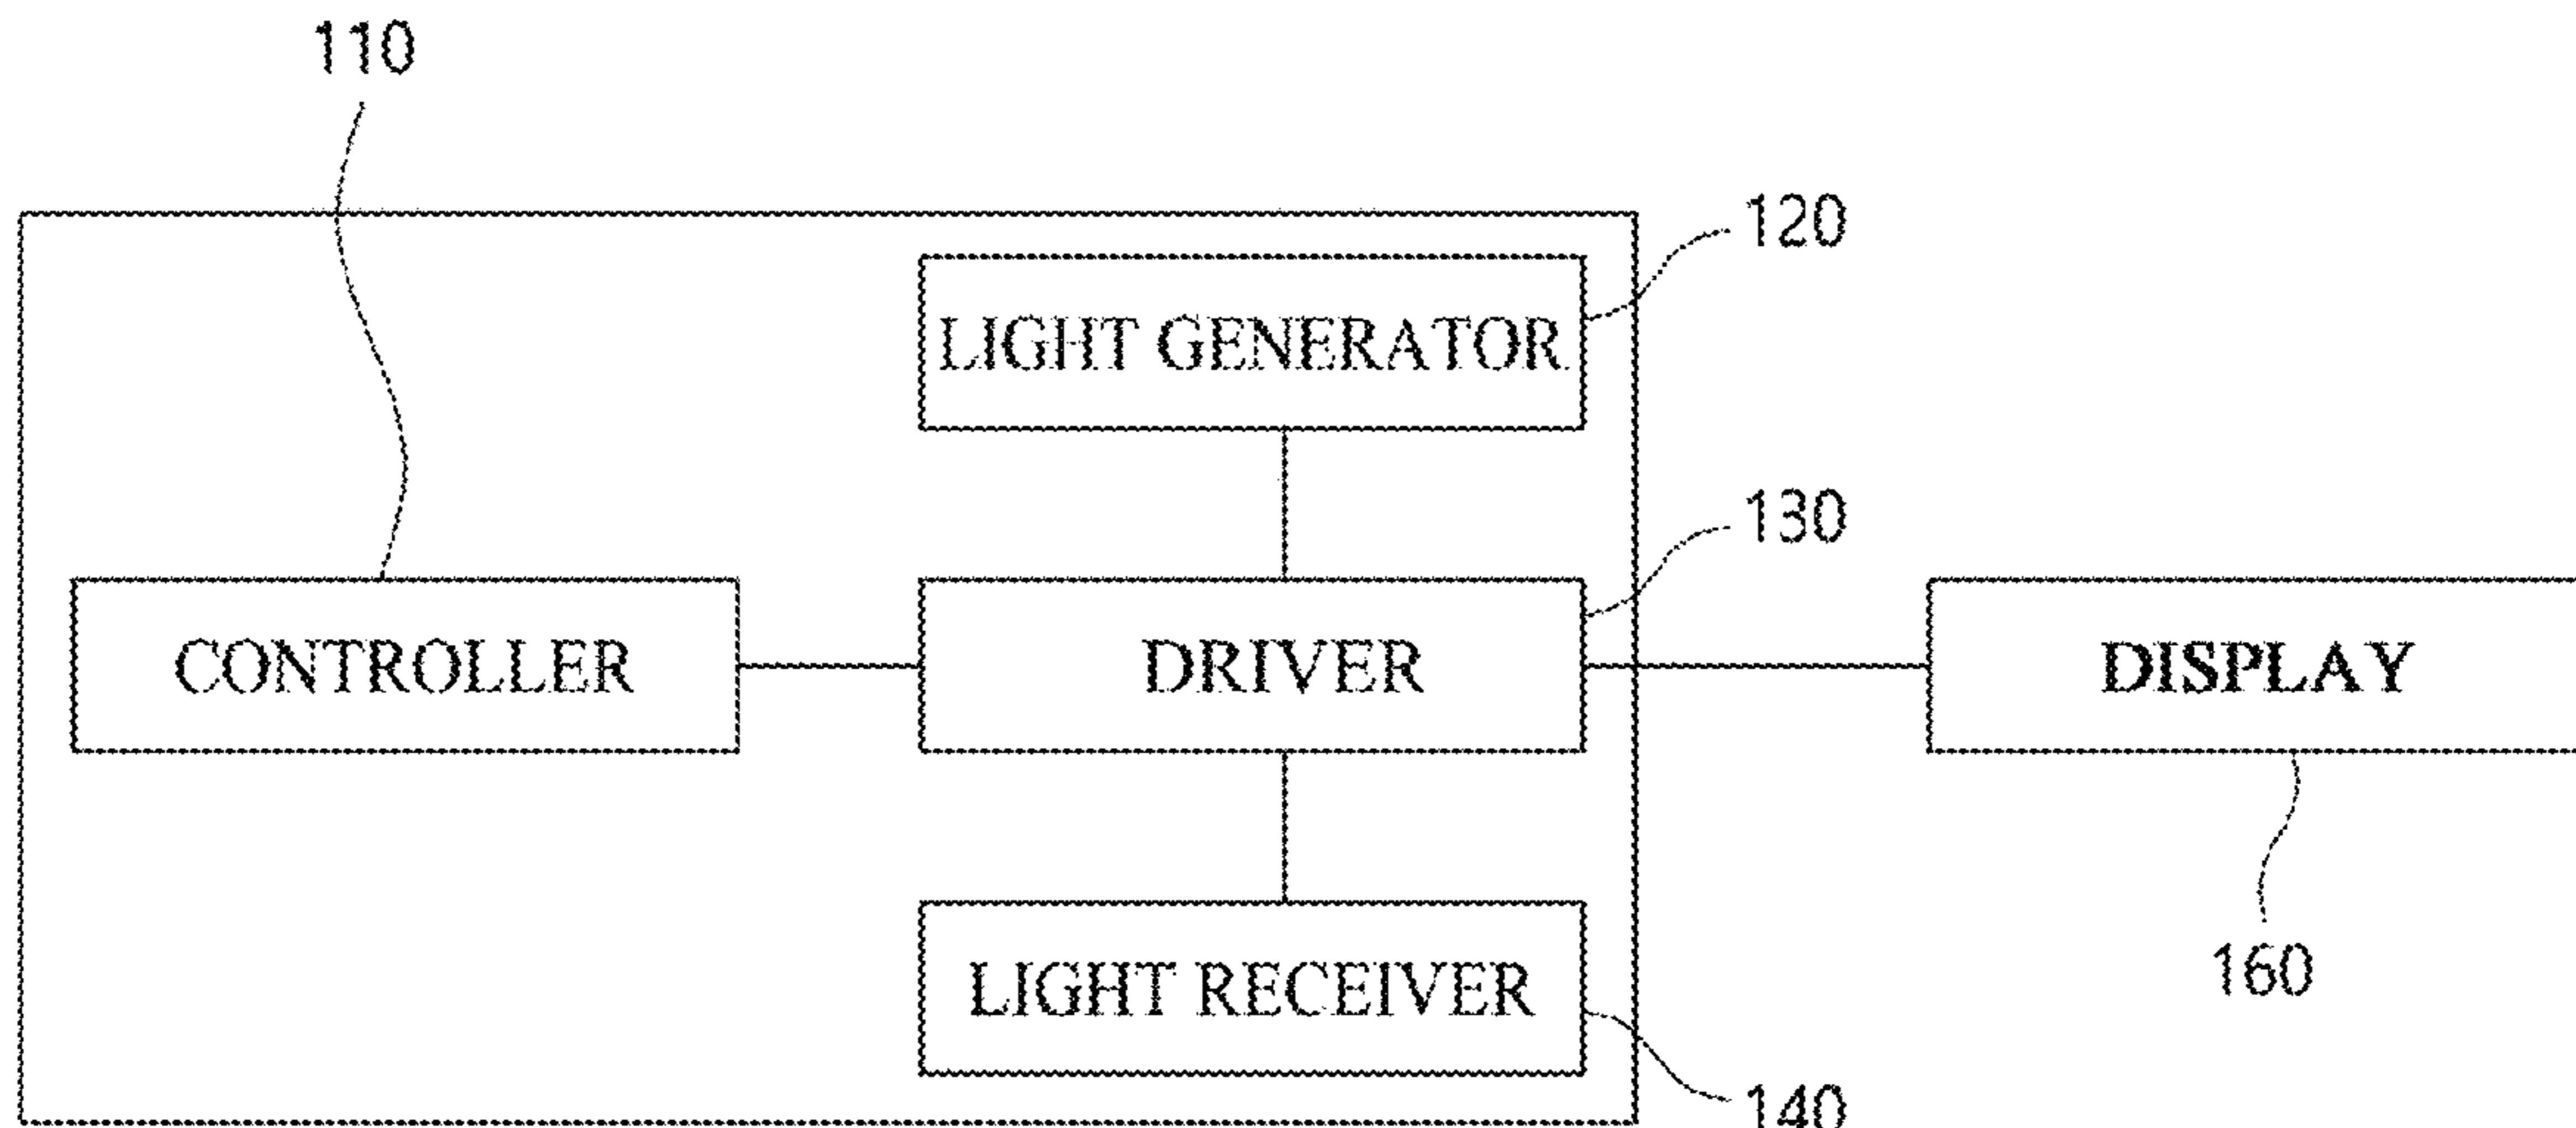 110
120
LIGHT GENERATOR
130
CONTROLLER
DRIVER
DISPLAY
LIGHT RECEIVER
160
140